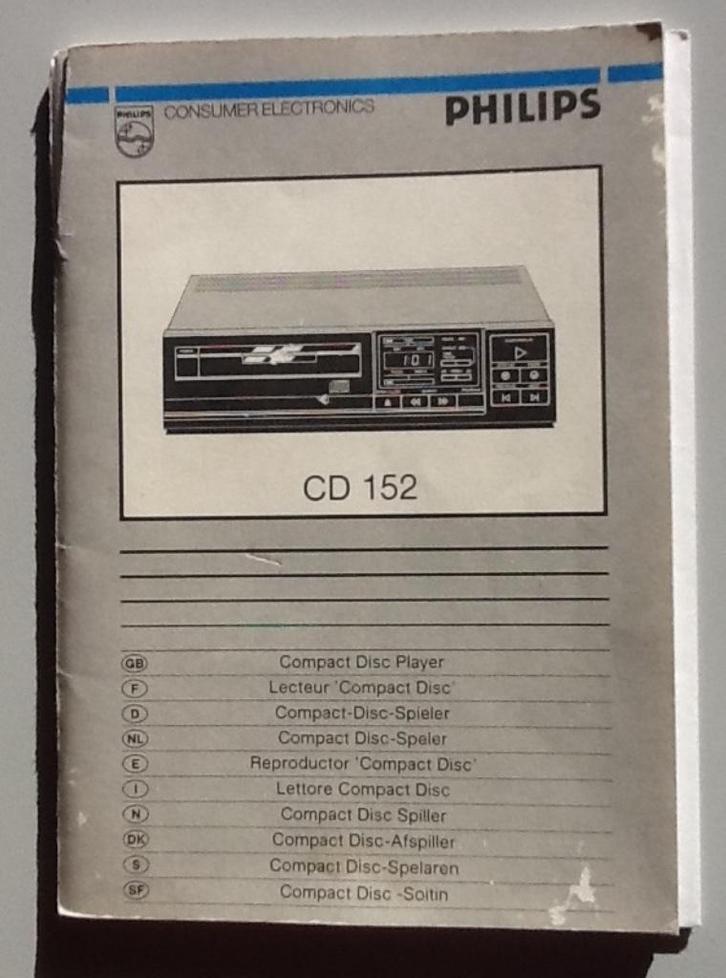 PHILIPS
CONSUMER ELECTRONICS
PHILIPS
101
CD 152
GB Compact Disc Player
F Lecteur 'Compact Disc'
D Compact-Disc-Spieler
NL Compact Disc-Speler
E Reproductor 'Compact Disc'
I Lettore Compact Disc
N Compact Disc Spiller
DK Compact Disc-Afspiller
S Compact Disc-Spelaren
SF Compact Disc -Soitin